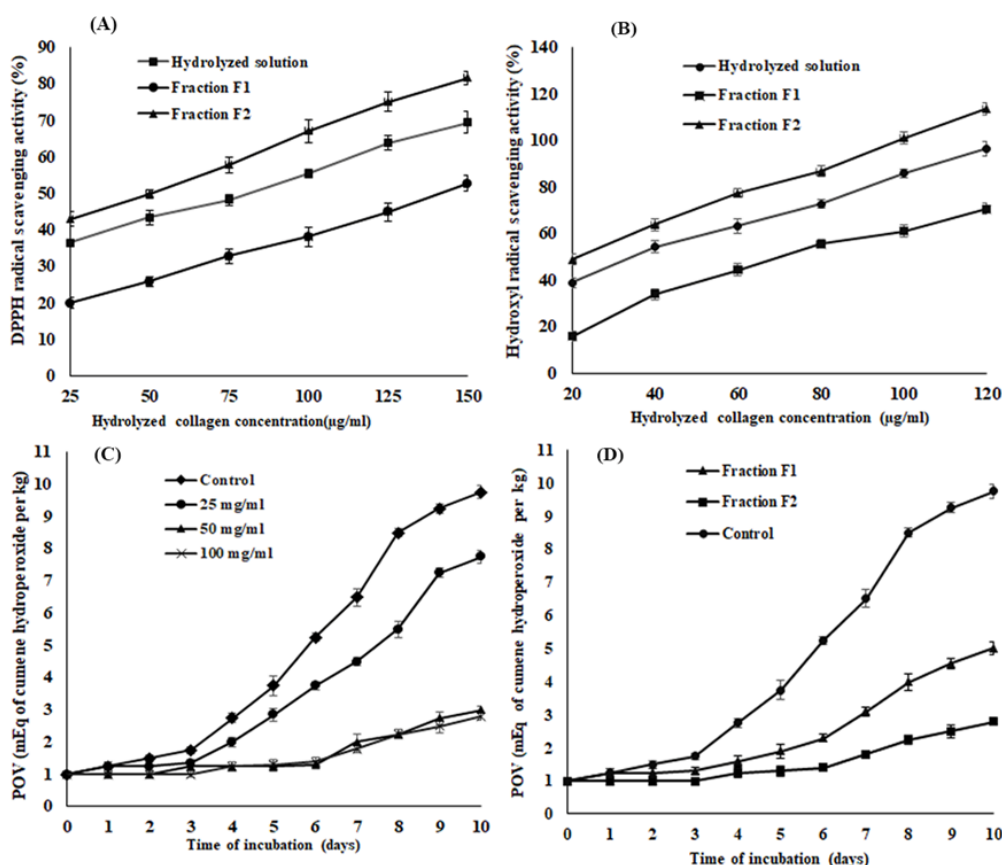 (A)
DPPH radical scavenging activity (%)
90
80
70
60
50
40
30
20
10
0
Hydrolyzed solution
Fraction F1
Fraction F2
25 50 75 100 125 150
Hydrolyzed collagen concentration(µg/ml)
(B)
Hydroxyl radical scavenging activity (%)
140
120
100
80
60
40
20
0
Hydrolyzed solution
Fraction F1
Fraction F2
20 40 60 80 100 120
Hydrolyzed collagen concentration (µg/ml)
(C)
POV (mEq of cumene hydroperoxide per kg)
11
10
9
8
7
6
5
4
3
2
1
0
Control
25 mg/ml
50 mg/ml
100 mg/ml
0 1 2 3 4 5 6 7 8 9 10
Time of incubation (days)
(D)
POV (mEq of cumene hydroperoxide per kg)
11
10
9
8
7
6
5
4
3
2
1
0
Fraction F1
Fraction F2
Control
0 1 2 3 4 5 6 7 8 9 10
Time of incubation (days)